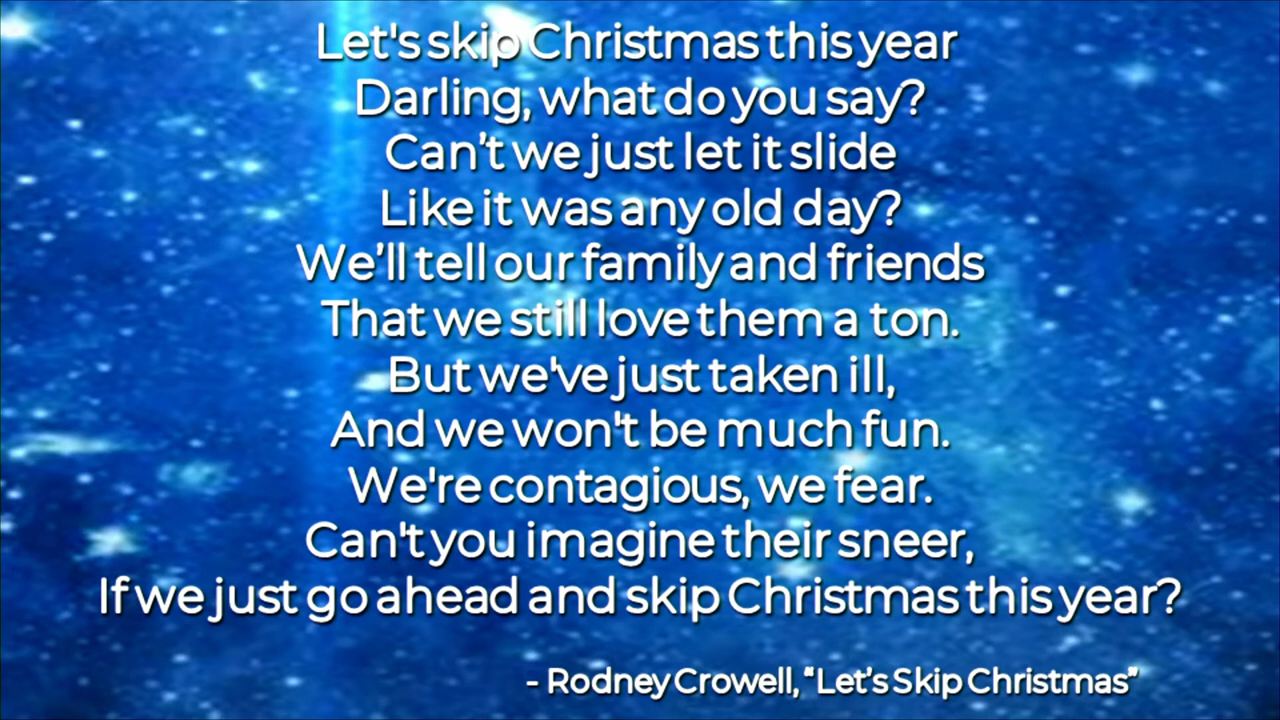 Let's skip Christmas this year
Darling, what do you say?
Can’t we just let it slide
Like it was any old day?
We’ll tell our family and friends
That we still love them a ton.
But we've just taken ill,
And we won't be much fun.
We're contagious, we fear.
Can't you imagine their sneer,
If we just go ahead and skip Christmas this year?
- Rodney Crowell, “Let’s Skip Christmas”